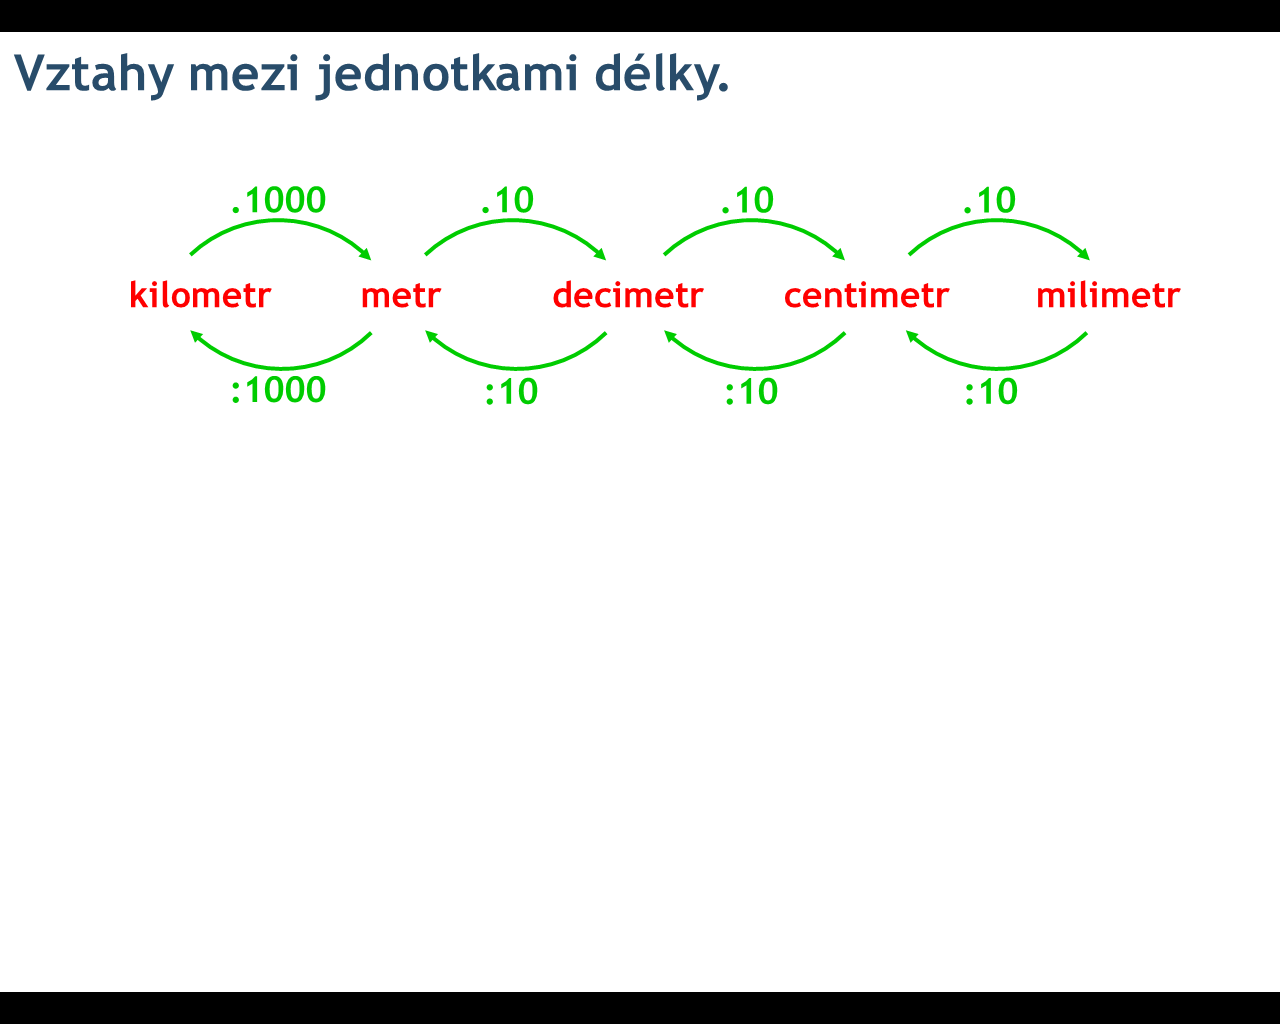 Vztahy mezi jednotkami délky.
.1000 .10 .10 .10
kilometr metr decimetr centimetr milimetr
:1000 :10 :10 :10